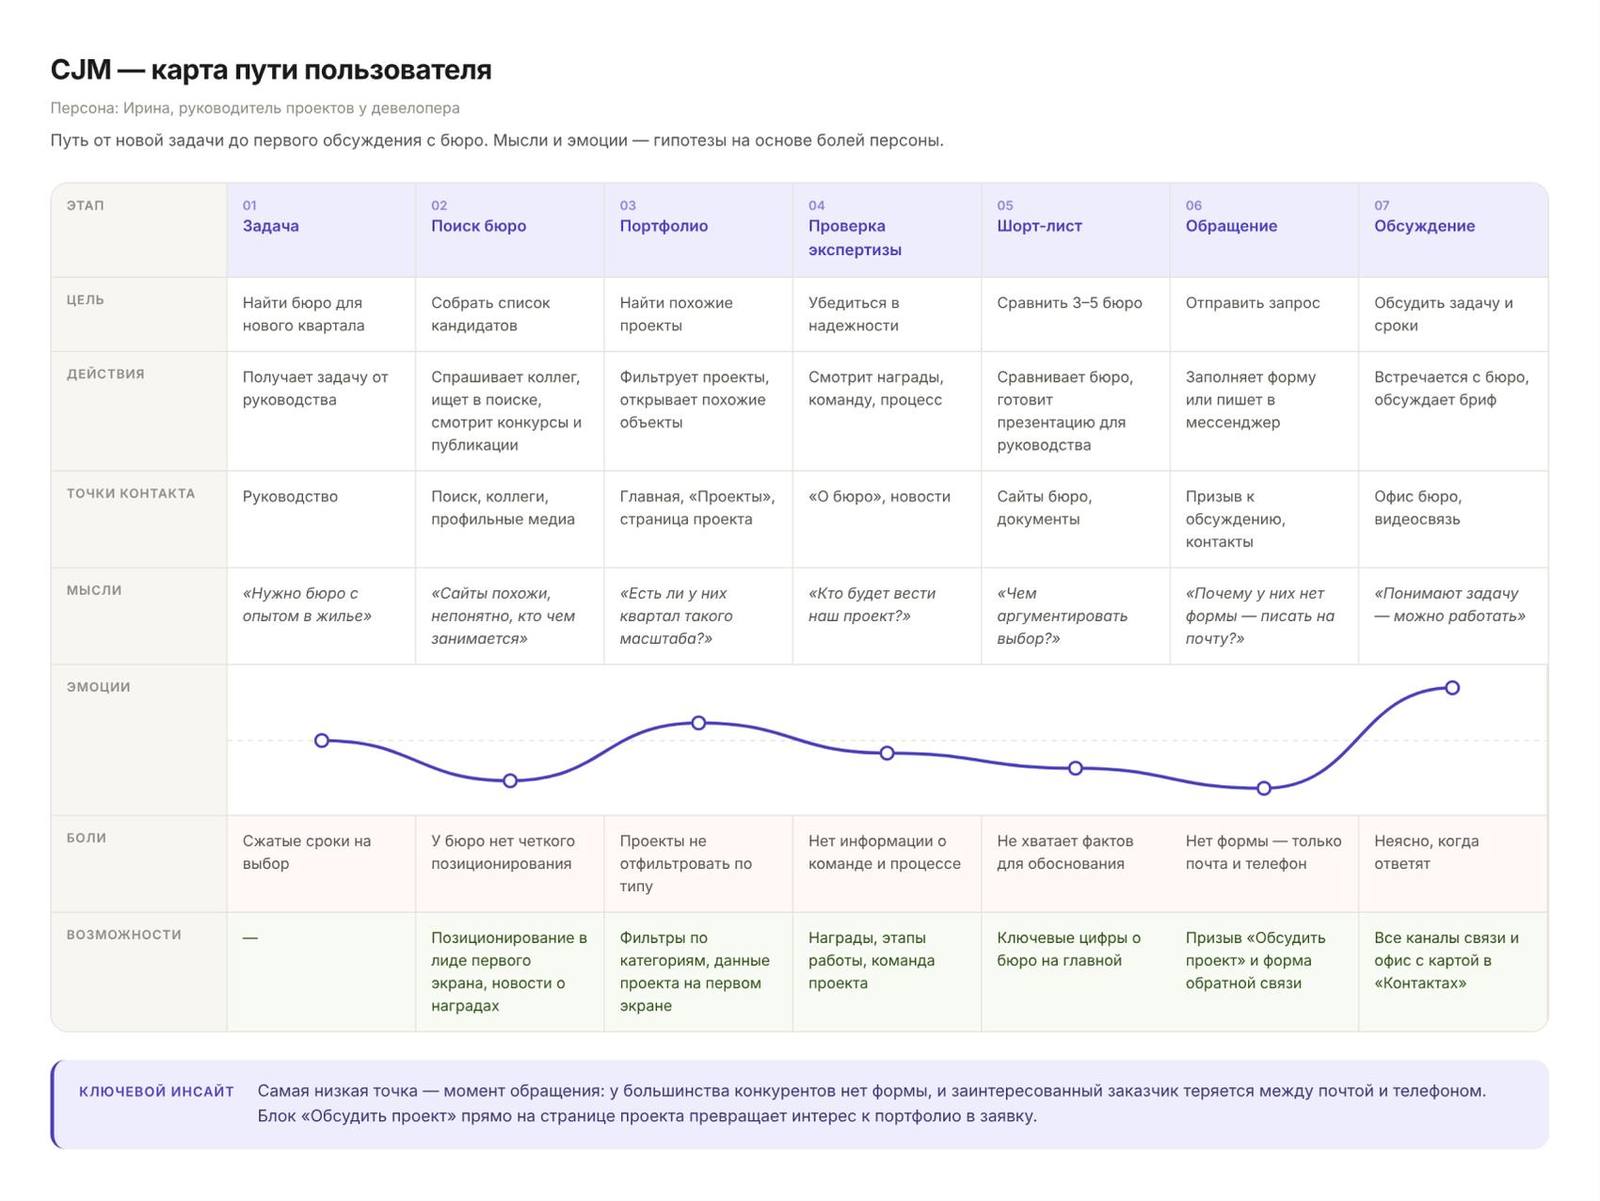 CJM — карта пути пользователя
Персона: Ирина, руководитель проектов у девелопера
Путь от новой задачи до первого обсуждения с бюро. Мысли и эмоции — гипотезы на основе болей персоны.
ЭТАП
01
Задача
02
Поиск бюро
03
Портфолио
04
Проверка
экспертизы
05
Шорт-лист
06
Обращение
07
Обсуждение
ЦЕЛЬ
Найти бюро для
нового квартала
Собрать список
кандидатов
Найти похожие
проекты
Убедиться в
надежности
Сравнить 3–5 бюро
Отправить запрос
Обсудить задачу и
сроки
ДЕЙСТВИЯ
Получает задачу от
руководства
Спрашивает коллег,
ищет в поиске,
смотрит конкурсы и
публикации
Фильтрует проекты,
открывает похожие
объекты
Смотрит награды,
команду, процесс
Сравнивает бюро,
готовит
презентацию для
руководства
Заполняет форму
или пишет в
мессенджер
Встречается с бюро,
обсуждает бриф
ТОЧКИ КОНТАКТА
Руководство
Поиск, коллеги,
профильные медиа
Главная, «Проекты»,
страница проекта
«О бюро», новости
Сайты бюро,
документы
Призыв к
обсуждению,
контакты
Офис бюро,
видеосвязь
МЫСЛИ
«Нужно бюро с
опытом в жилье»
«Сайты похожи,
непонятно, кто чем
занимается»
«Есть ли у них
квартал такого
масштаба?»
«Кто будет вести
наш проект?»
«Чем
аргументировать
выбор?»
«Почему у них нет
формы — писать на
почту?»
«Понимают задачу
— можно работать»
ЭМОЦИИ
БОЛИ
Сжатые сроки на
выбор
У бюро нет четкого
позиционирования
Проекты не
отфильтровать по
типу
Нет информации о
команде и процессе
Не хватает фактов
для обоснования
Нет формы — только
почта и телефон
Неясно, когда
ответят
ВОЗМОЖНОСТИ
—
Позиционирование в
лиде первого
экрана, новости о
наградах
Фильтры по
категориям, данные
проекта на первом
экране
Награды, этапы
работы, команда
проекта
Ключевые цифры о
бюро на главной
Призыв «Обсудить
проект» и форма
обратной связи
Все каналы связи и
офис с картой в
«Контактах»
КЛЮЧЕВОЙ ИНСАЙТ
Самая низкая точка — момент обращения: у большинства конкурентов нет формы, и заинтересованный заказчик теряется между почтой и телефоном.
Блок «Обсудить проект» прямо на странице проекта превращает интерес к портфолио в заявку.